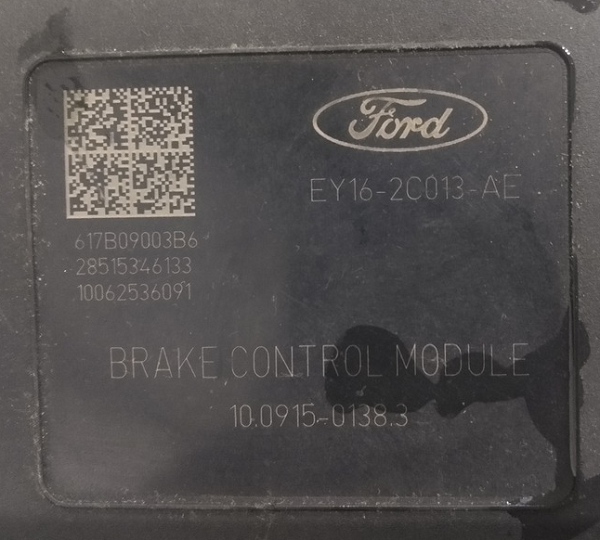 Ford
EY16-2C013-AE
617B09003B6
28515346133
10062536091
BRAKE CONTROL MODULE
10.0915-0138.3